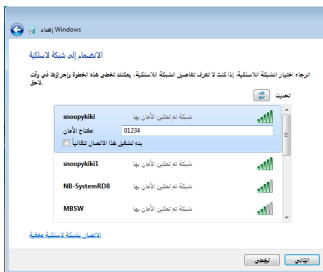 إعداد Windows
الانضمام إلى شبكة لاسلكية
الرجاء اختيار الشبكة اللاسلكية. إذا كنت لا تعرف تفاصيل الشبكة اللاسلكية، يمكنك تخطي هذه الخطوة وإجراؤها في وقت
لاحق.
تحديث
snoopykiki شبكة تم تمكين الأمان بها
مفتاح الأمان: 01234
بدء تشغيل هذا الاتصال تلقائياً
snoopykiki1 شبكة تم تمكين الأمان بها
NB-SystemRD8 شبكة تم تمكين الأمان بها
MBSW شبكة تم تمكين الأمان بها
الاتصال بشبكة لاسلكية مخفية
التالي تخطي